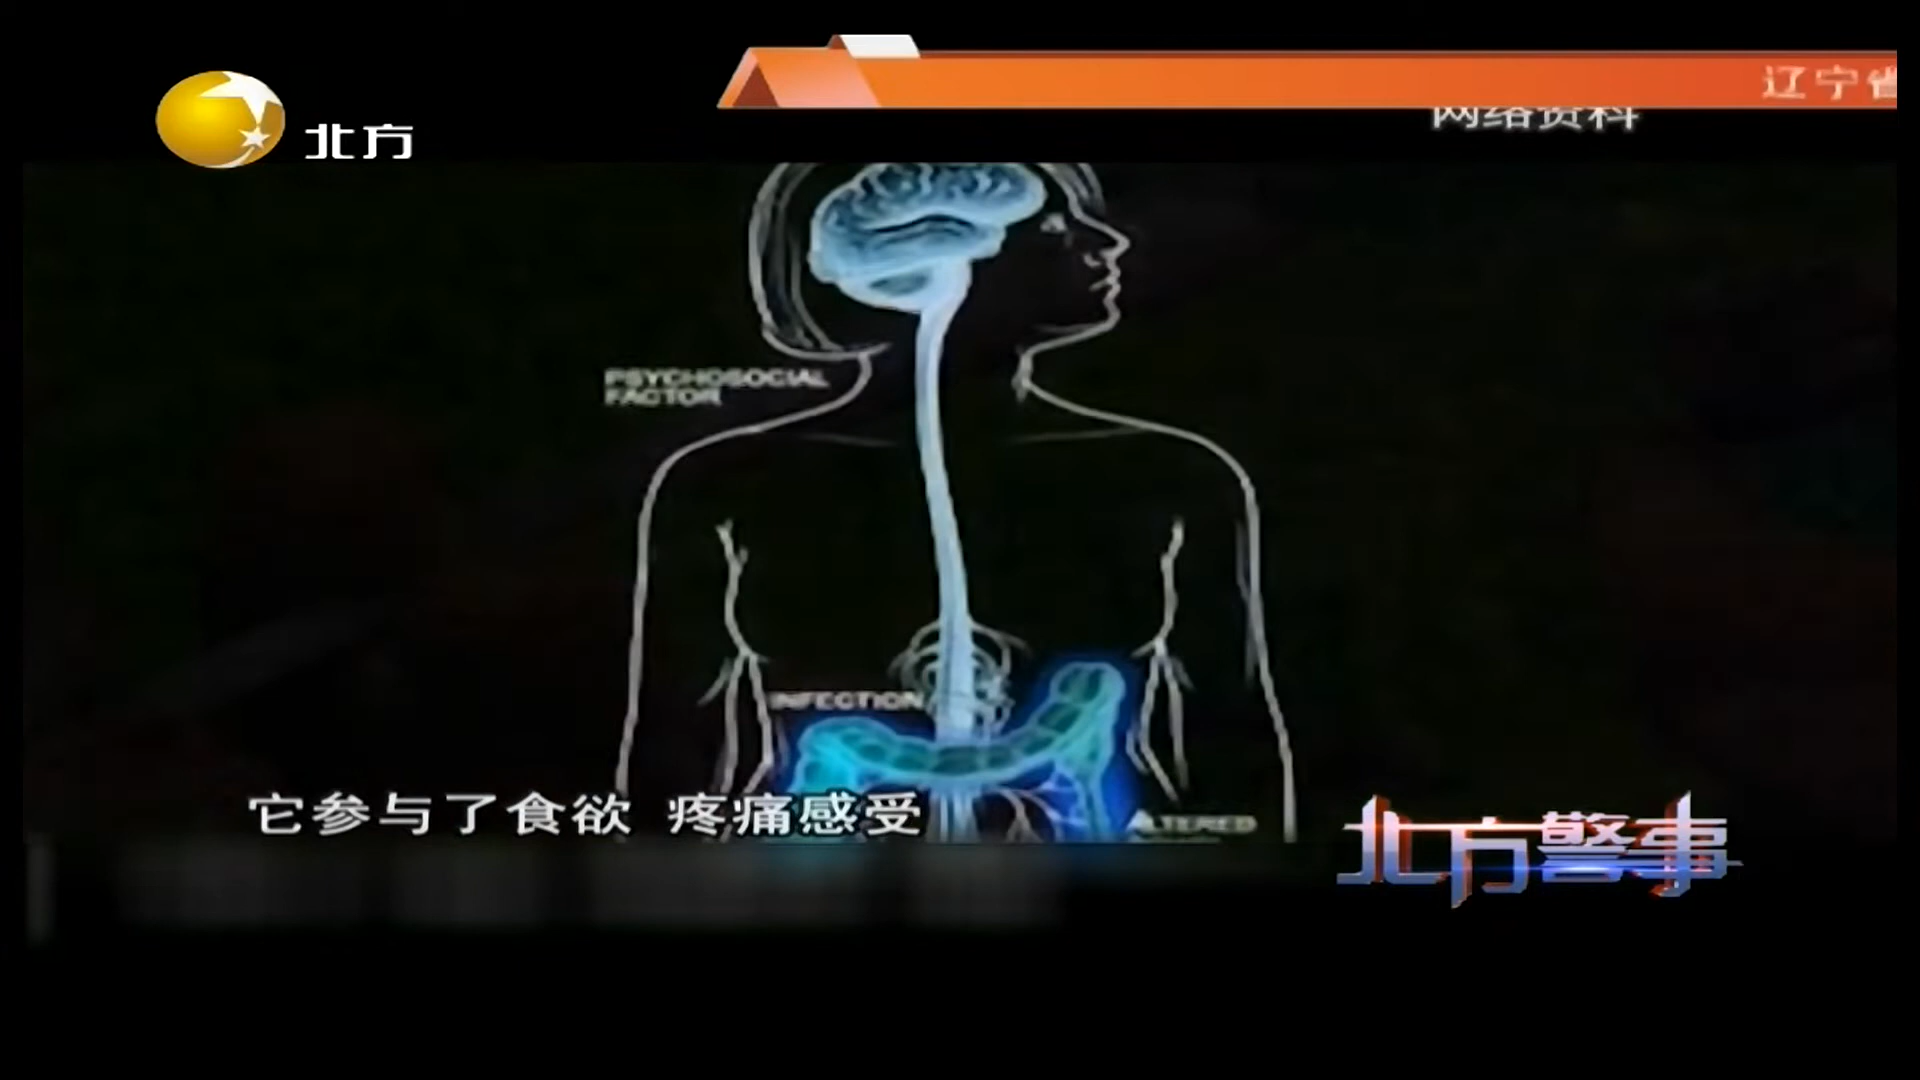 辽宁省
网络资料
北方
PSYCHOSOCIAL
FACTOR
INFECTION
它参与了食欲 疼痛感受
ALTERED
北方警事